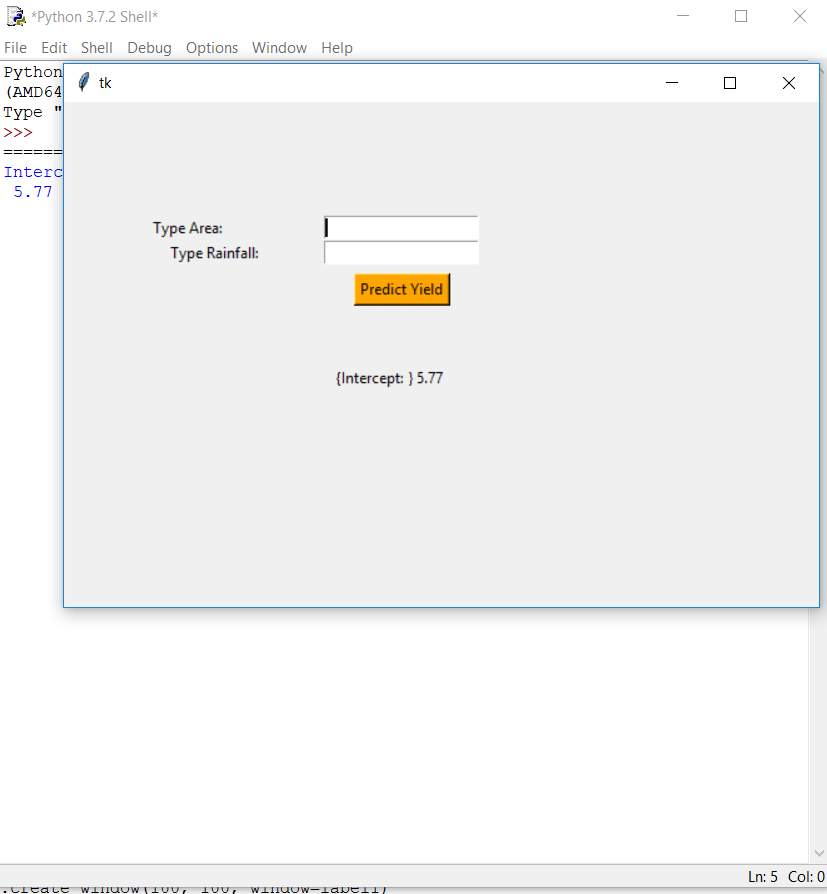 *Python 3.7.2 Shell*
File Edit Shell Debug Options Window Help
Python
(AMD64
Type "
>>>
=======
Interc
5.77
tk
Type Area:
Type Rainfall:
Predict Yield
{Intercept: } 5.77
Ln: 5 Col: 0
.create_window(100, 100, window=label1)